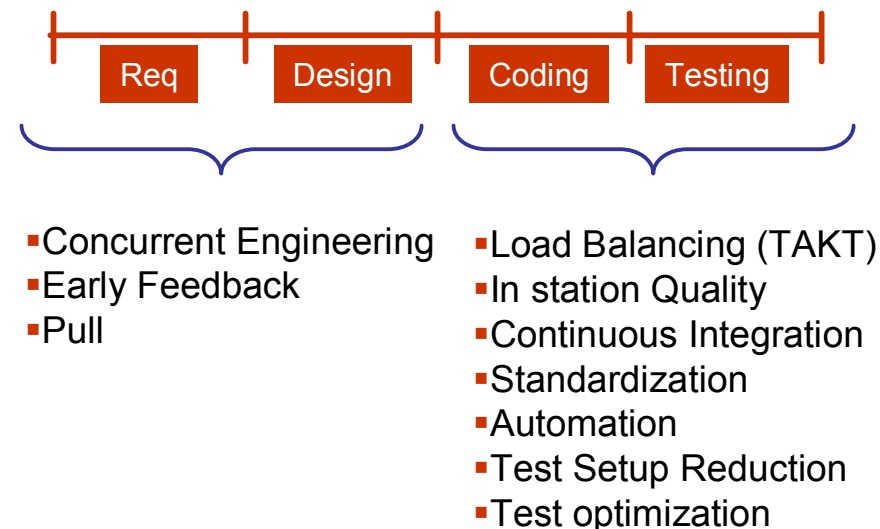 Req Design Coding Testing
▪Concurrent Engineering
▪Early Feedback
▪Pull
▪Load Balancing (TAKT)
▪In station Quality
▪Continuous Integration
▪Standardization
▪Automation
▪Test Setup Reduction
▪Test optimization